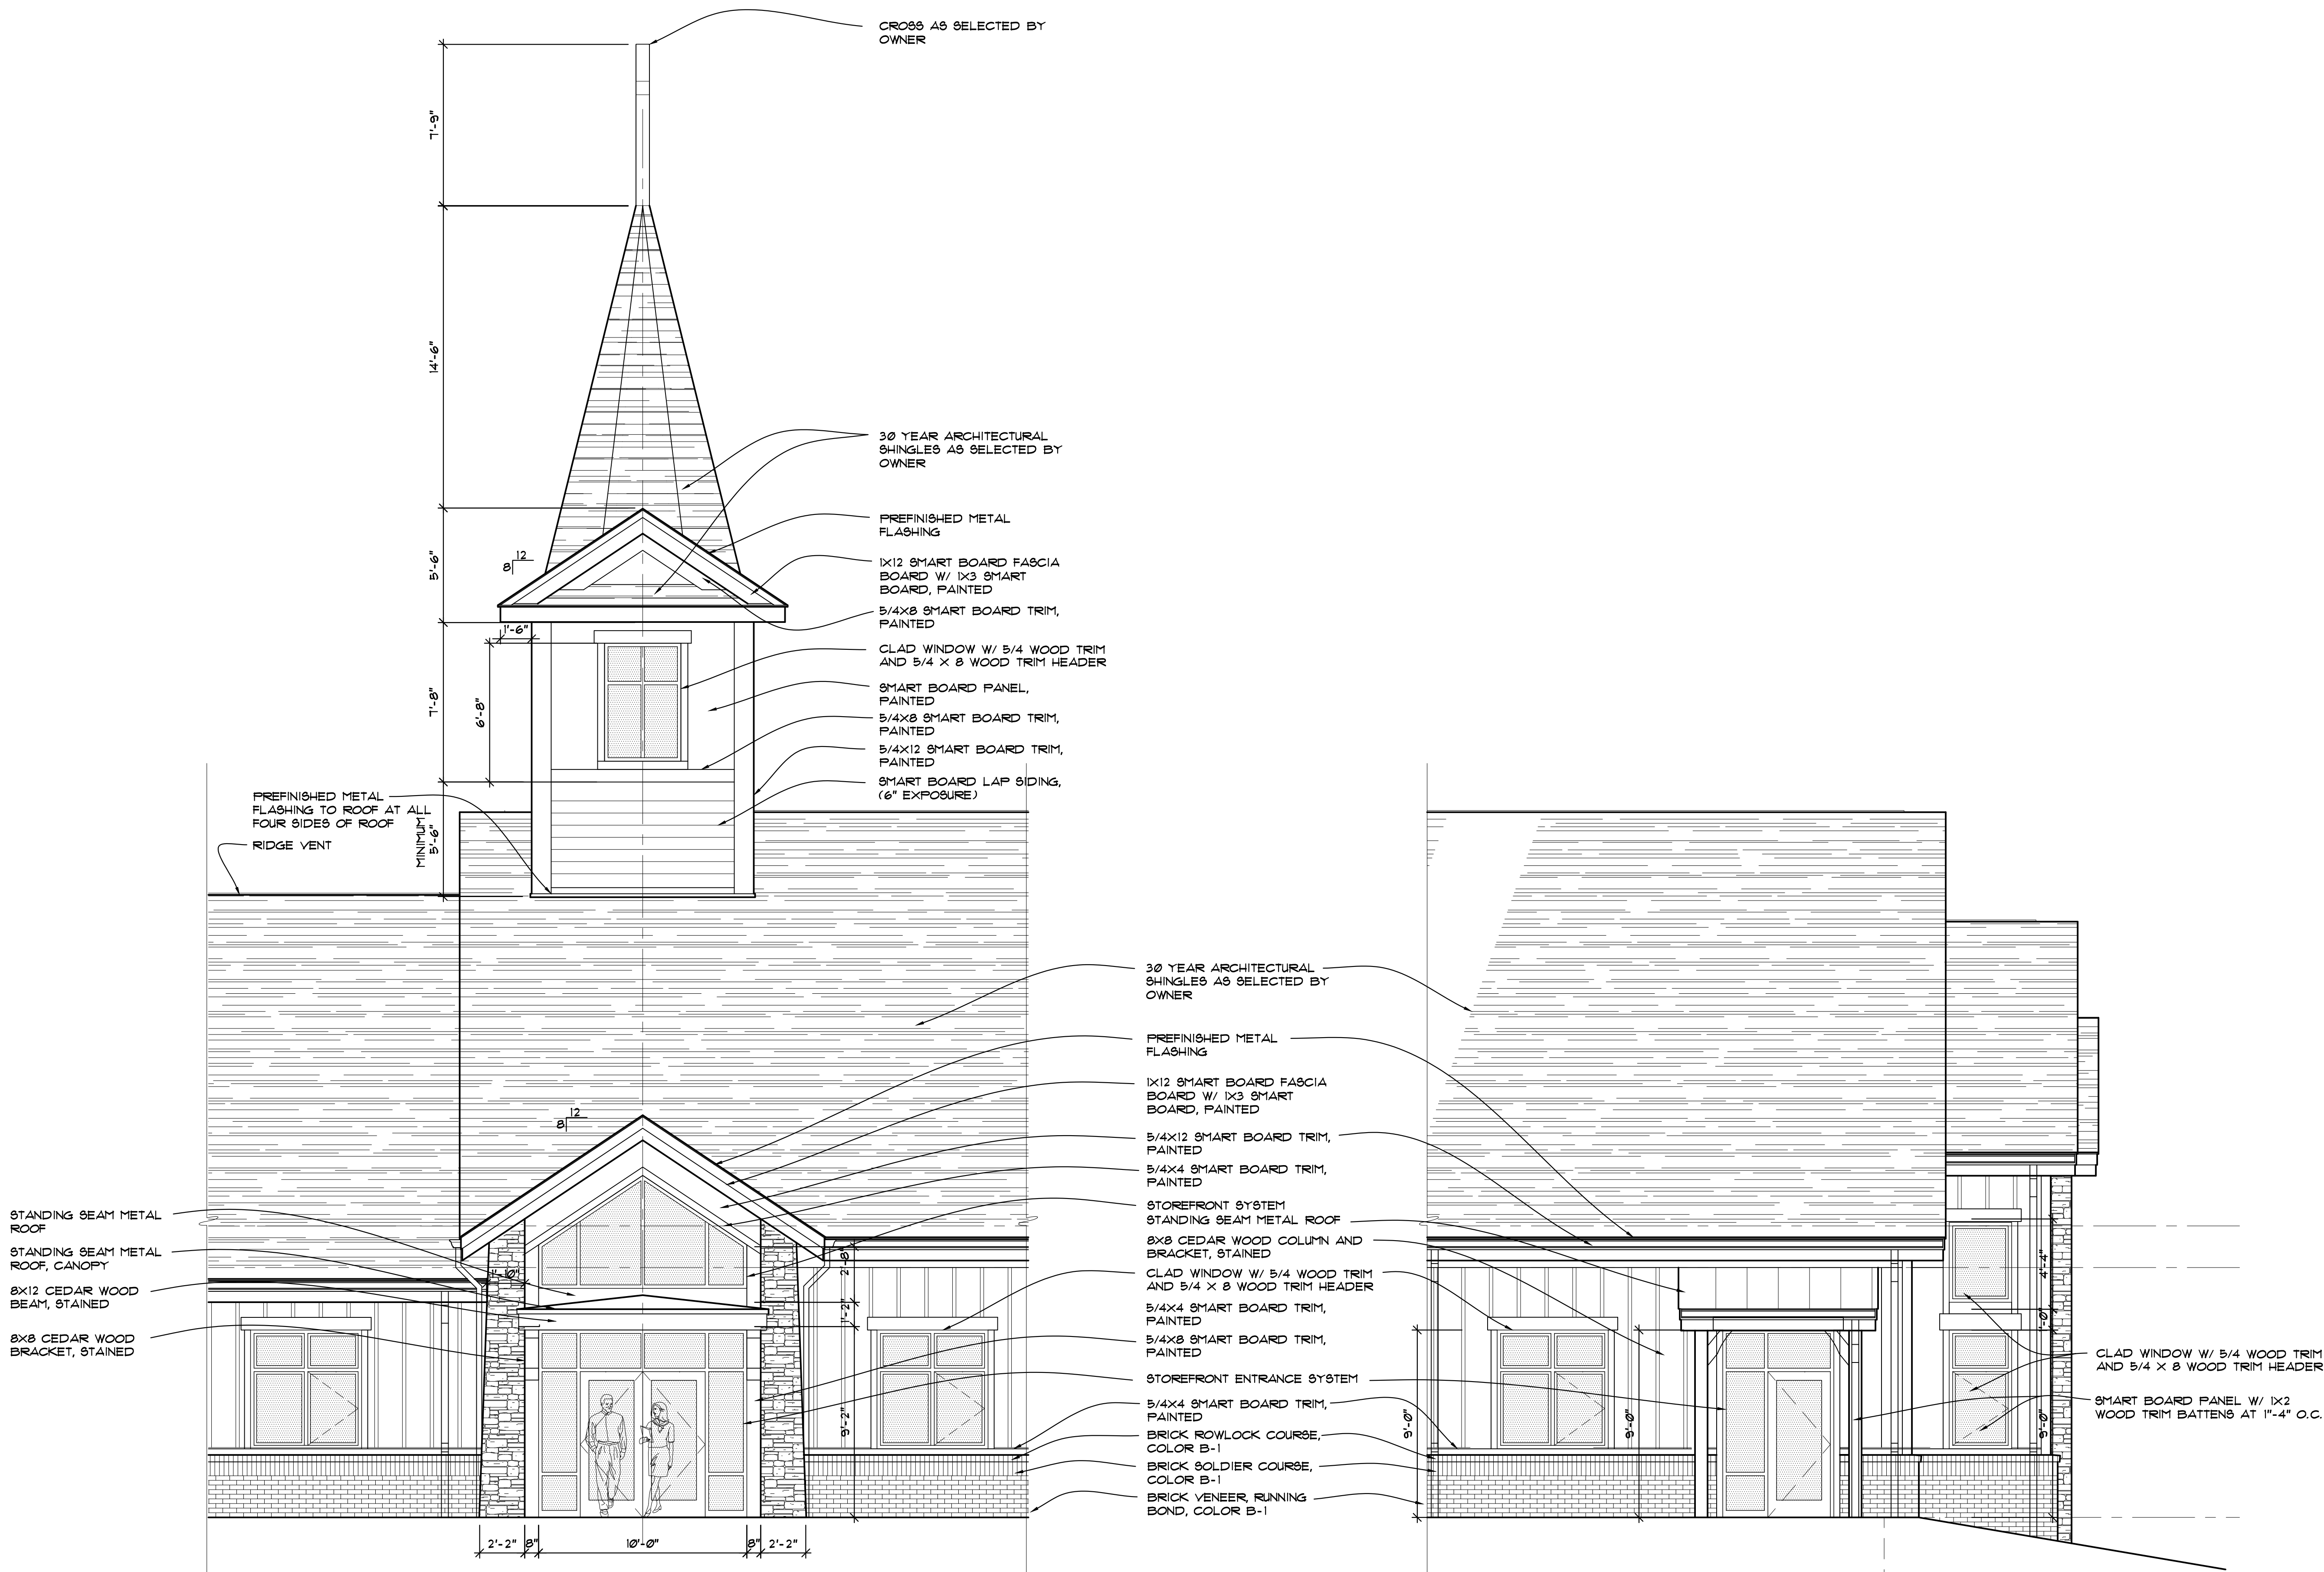 CROSS AS SELECTED BY
OWNER
7'-9"
14'-6"
30 YEAR ARCHITECTURAL
SHINGLES AS SELECTED BY
OWNER
PREFINISHED METAL
FLASHING
12
8
5'-6"
1X12 SMART BOARD FASCIA
BOARD W/ 1X3 SMART
BOARD, PAINTED
5/4X8 SMART BOARD TRIM,
PAINTED
1'-6"
CLAD WINDOW W/ 5/4 WOOD TRIM
AND 5/4 X 8 WOOD TRIM HEADER
7'-8"
6'-8"
SMART BOARD PANEL,
PAINTED
5/4X8 SMART BOARD TRIM,
PAINTED
5/4X12 SMART BOARD TRIM,
PAINTED
SMART BOARD LAP SIDING,
(6" EXPOSURE)
PREFINISHED METAL
FLASHING TO ROOF AT ALL
FOUR SIDES OF ROOF
RIDGE VENT
MINIMUM
5'-6"
30 YEAR ARCHITECTURAL
SHINGLES AS SELECTED BY
OWNER
PREFINISHED METAL
FLASHING
1X12 SMART BOARD FASCIA
BOARD W/ 1X3 SMART
BOARD, PAINTED
12
8
5/4X12 SMART BOARD TRIM,
PAINTED
5/4X4 SMART BOARD TRIM,
PAINTED
STOREFRONT SYSTEM
STANDING SEAM METAL ROOF
8X8 CEDAR WOOD COLUMN AND
BRACKET, STAINED
CLAD WINDOW W/ 5/4 WOOD TRIM
AND 5/4 X 8 WOOD TRIM HEADER
5/4X4 SMART BOARD TRIM,
PAINTED
5/4X8 SMART BOARD TRIM,
PAINTED
STOREFRONT ENTRANCE SYSTEM
5/4X4 SMART BOARD TRIM,
PAINTED
BRICK ROWLOCK COURSE,
COLOR B-1
BRICK SOLDIER COURSE,
COLOR B-1
BRICK VENEER, RUNNING
BOND, COLOR B-1
STANDING SEAM METAL
ROOF
STANDING SEAM METAL
ROOF, CANOPY
8X12 CEDAR WOOD
BEAM, STAINED
8X8 CEDAR WOOD
BRACKET, STAINED
1'-10"
2'-8"
1'-2"
9'-2"
2'-2"
8"
10'-0"
8"
2'-2"
9'-0"
9'-0"
4'-4"
1'-0"
9'-0"
CLAD WINDOW W/ 5/4 WOOD TRIM
AND 5/4 X 8 WOOD TRIM HEADER
SMART BOARD PANEL W/ 1X2
WOOD TRIM BATTENS AT 1"-4" O.C.